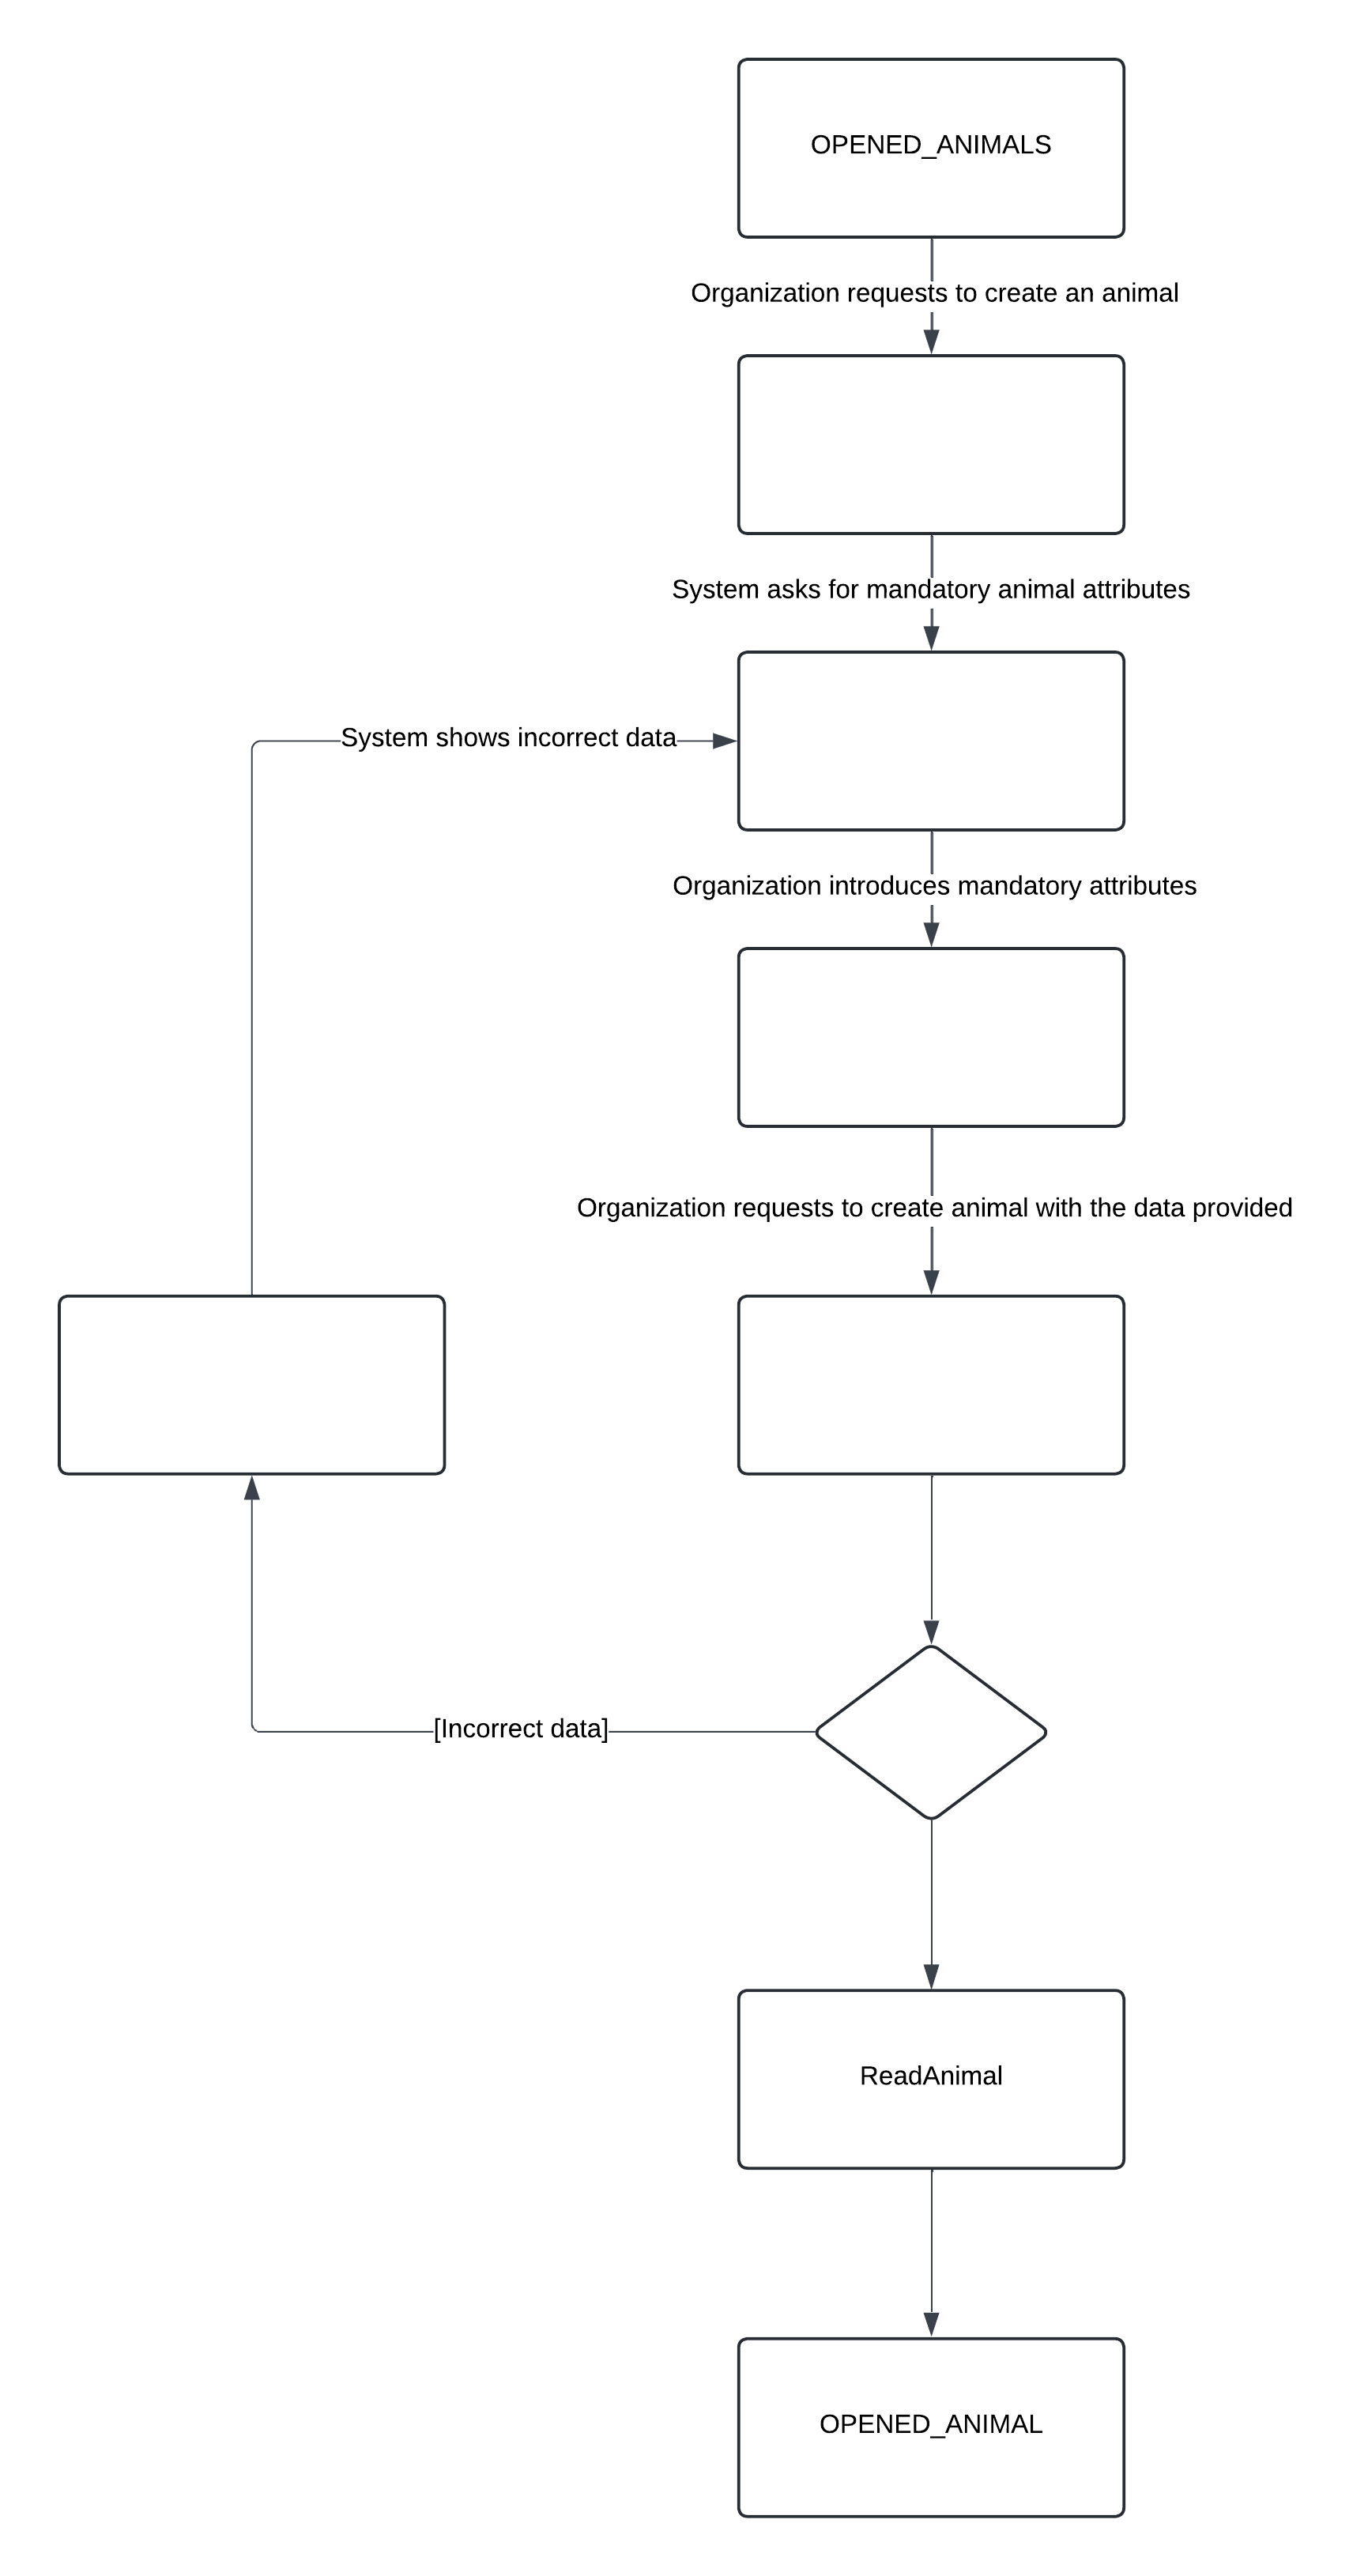 OPENED_ANIMALS
Organization requests to create an animal
System asks for mandatory animal attributes
System shows incorrect data
Organization introduces mandatory attributes
Organization requests to create animal with the data provided
[Incorrect data]
ReadAnimal
OPENED_ANIMAL